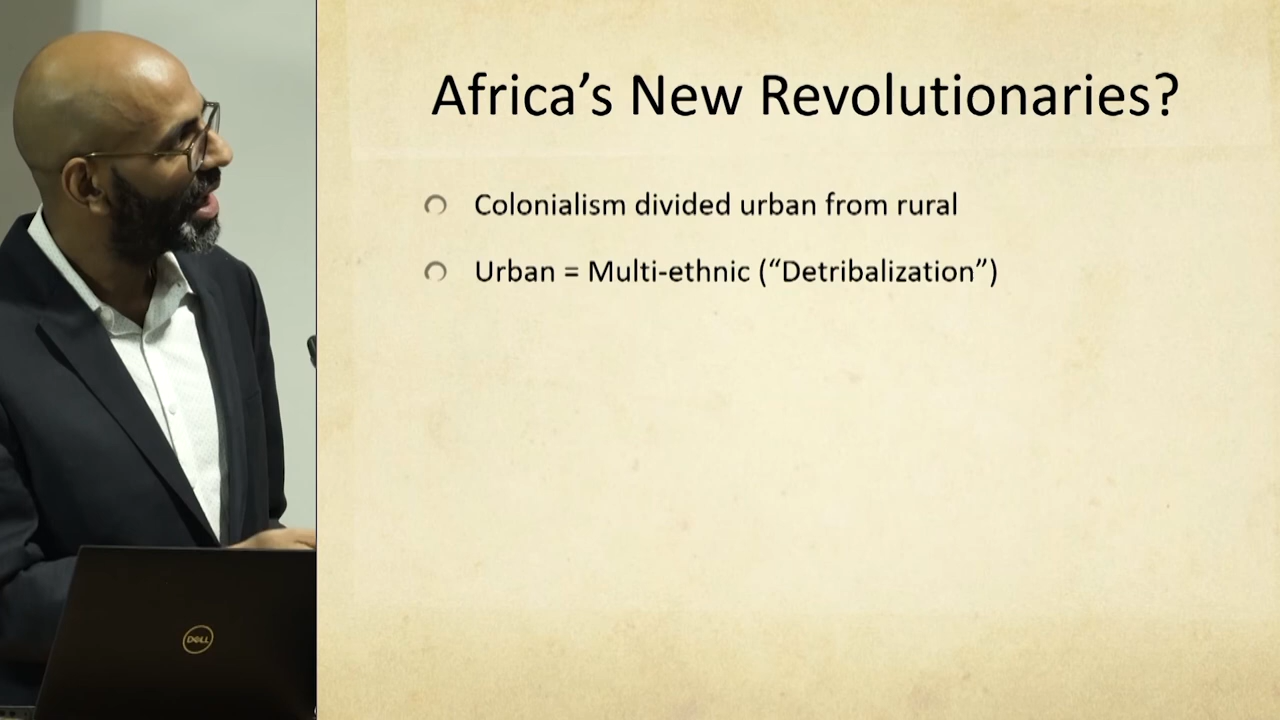 Africa’s New Revolutionaries?
Colonialism divided urban from rural
Urban = Multi-ethnic (“Detribalization”)
DELL